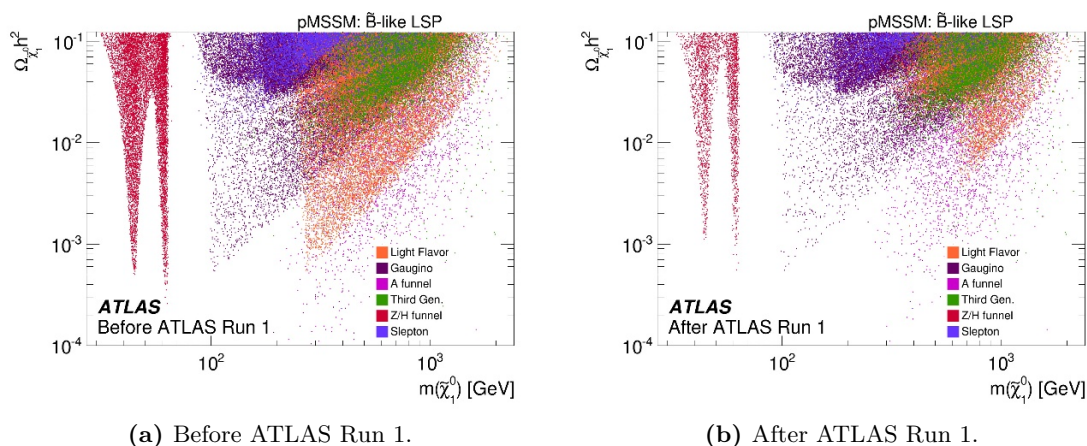 pMSSM: B̃-like LSP
Ωχ̃₁⁰h²
10⁻¹
10⁻²
10⁻³
10⁻⁴
Light Flavor
Gaugino
A funnel
Third Gen.
Z/H funnel
Slepton
ATLAS
Before ATLAS Run 1
10²
10³
m(χ̃₁⁰) [GeV]
(a) Before ATLAS Run 1.
pMSSM: B̃-like LSP
Ωχ̃₁⁰h²
10⁻¹
10⁻²
10⁻³
10⁻⁴
Light Flavor
Gaugino
A funnel
Third Gen.
Z/H funnel
Slepton
ATLAS
After ATLAS Run 1
10²
10³
m(χ̃₁⁰) [GeV]
(b) After ATLAS Run 1.